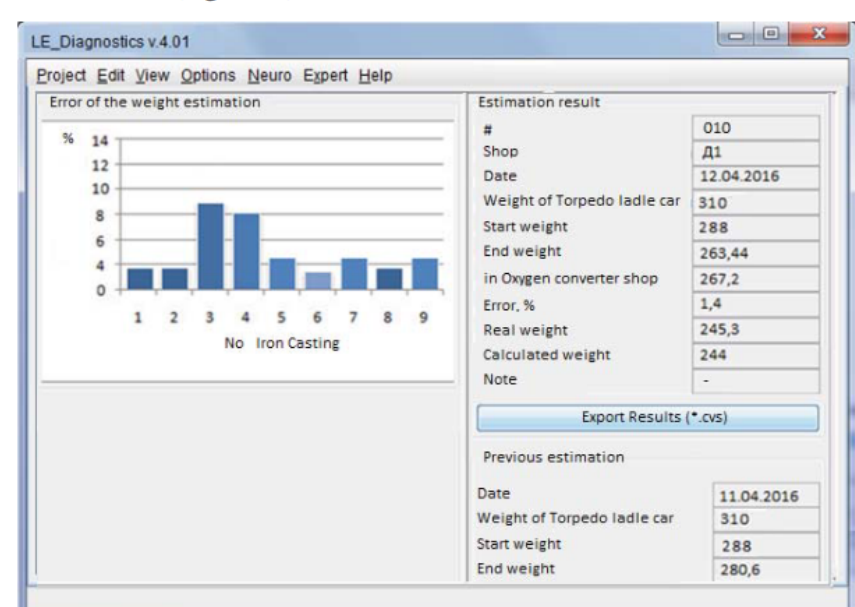 LE_Diagnostics v.4.01
Project Edit View Options Neuro Expert Help
Error of the weight estimation
%
14
12
10
8
6
4
0
1 2 3 4 5 6 7 8 9
No Iron Casting
Estimation result
# 010
Shop Д1
Date 12.04.2016
Weight of Torpedo ladle car 310
Start weight 288
End weight 263,44
in Oxygen converter shop 267,2
Error, % 1,4
Real weight 245,3
Calculated weight 244
Note -
Export Results (*.cvs)
Previous estimation
Date 11.04.2016
Weight of Torpedo ladle car 310
Start weight 288
End weight 280,6